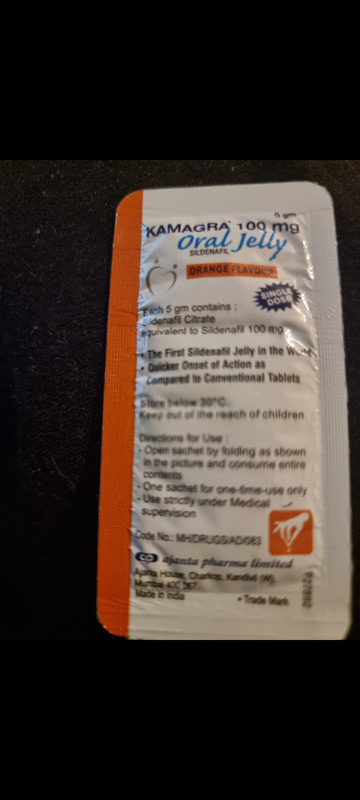 5 gm
KAMAGRA® 100 mg
Oral Jelly
SILDENAFIL
ORANGE FLAVOUR
SINGLE
DOSE
Each 5 gm contains :
Sildenafil Citrate
equivalent to Sildenafil 100 mg
• The First Sildenafil Jelly in the World
• Quicker Onset of Action as
Compared to Conventional Tablets
Store below 30°C.
Keep out of the reach of children.
Directions for Use :
- Open sachet by folding as shown
in the picture and consume entire
contents
- One sachet for one-time-use only
- Use strictly under Medical
supervision
Code No.: MH/DRUGS/AD/083
ajanta pharma limited
Ajanta House, Charkop, Kandivli (W),
Mumbai 400 067.
Made in India
• Trade Mark